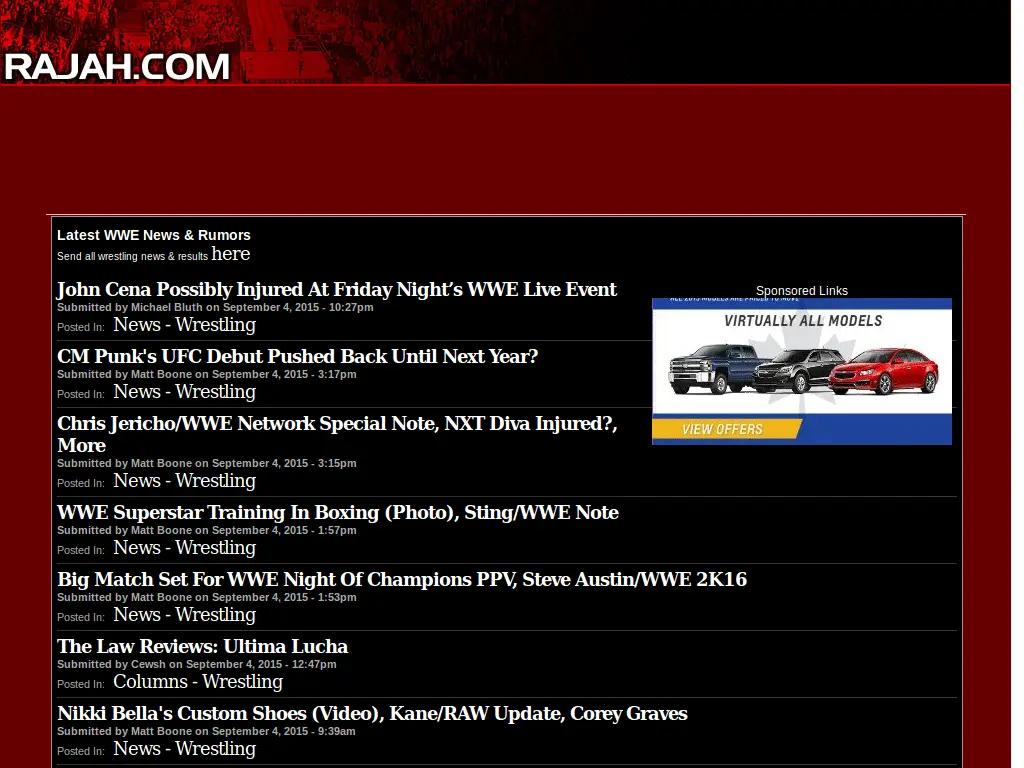 RAJAH.COM
Latest WWE News & Rumors
Send all wrestling news & results here
John Cena Possibly Injured At Friday Night’s WWE Live Event
Submitted by Michael Bluth on September 4, 2015 - 10:27pm
Posted In: News - Wrestling
Sponsored Links
ALL 2015 MODELS ARE PRICED TO MOVE
VIRTUALLY ALL MODELS
VIEW OFFERS
CM Punk's UFC Debut Pushed Back Until Next Year?
Submitted by Matt Boone on September 4, 2015 - 3:17pm
Posted In: News - Wrestling
Chris Jericho/WWE Network Special Note, NXT Diva Injured?,
More
Submitted by Matt Boone on September 4, 2015 - 3:15pm
Posted In: News - Wrestling
WWE Superstar Training In Boxing (Photo), Sting/WWE Note
Submitted by Matt Boone on September 4, 2015 - 1:57pm
Posted In: News - Wrestling
Big Match Set For WWE Night Of Champions PPV, Steve Austin/WWE 2K16
Submitted by Matt Boone on September 4, 2015 - 1:53pm
Posted In: News - Wrestling
The Law Reviews: Ultima Lucha
Submitted by Cewsh on September 4, 2015 - 12:47pm
Posted In: Columns - Wrestling
Nikki Bella's Custom Shoes (Video), Kane/RAW Update, Corey Graves
Submitted by Matt Boone on September 4, 2015 - 9:39am
Posted In: News - Wrestling